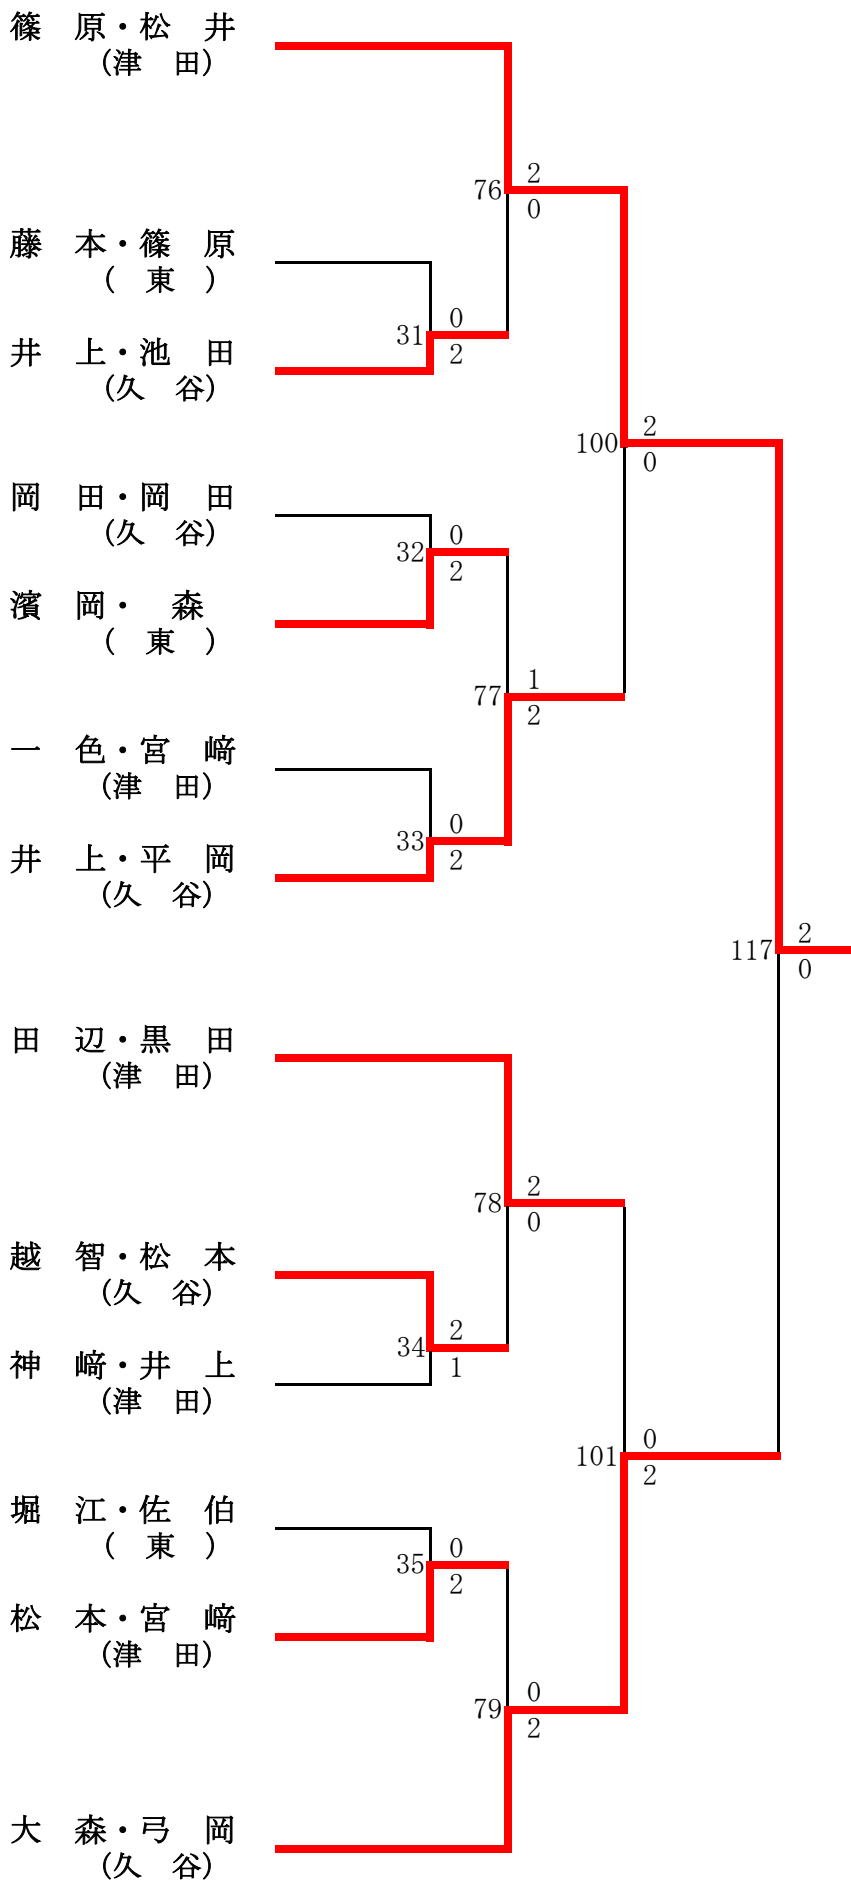 篠　原・松　井
(津　田)
76
2
0
藤　本・篠　原
(　東　)
31
0
2
井　上・池　田
(久　谷)
100
2
0
岡　田・岡　田
(久　谷)
32
0
2
濱　岡・　森
(　東　)
77
1
2
一　色・宮　﨑
(津　田)
33
0
2
井　上・平　岡
(久　谷)
117
2
0
田　辺・黒　田
(津　田)
78
2
0
越　智・松　本
(久　谷)
34
2
1
神　﨑・井　上
(津　田)
101
0
2
堀　江・佐　伯
(　東　)
35
0
2
松　本・宮　﨑
(津　田)
79
0
2
大　森・弓　岡
(久　谷)